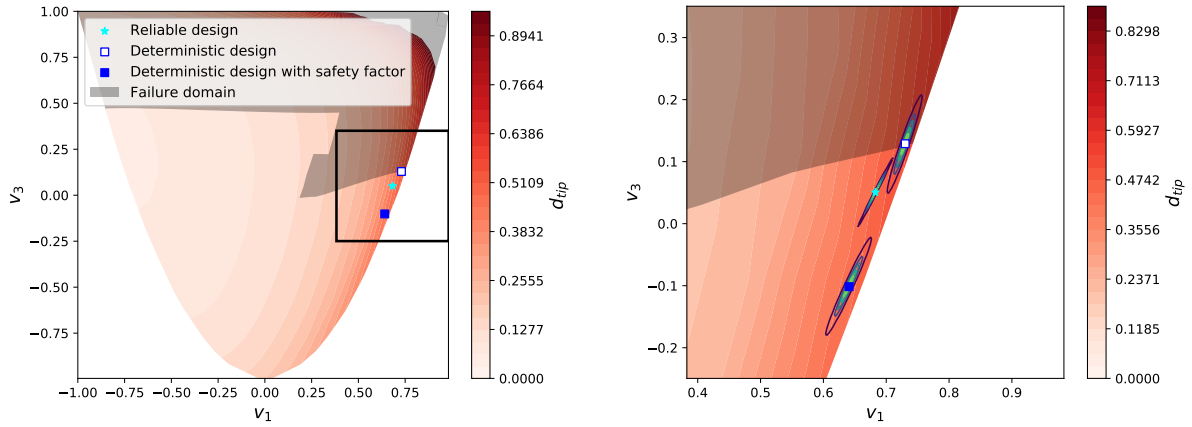 1.00
0.75
0.50
0.25
0.00
−0.25
−0.50
−0.75
v3
−1.00 −0.75 −0.50 −0.25 0.00 0.25 0.50 0.75
v1
Reliable design
Deterministic design
Deterministic design with safety factor
Failure domain
0.8941
0.7664
0.6386
0.5109
0.3832
0.2555
0.1277
0.0000
dtip
0.3
0.2
0.1
0.0
−0.1
−0.2
v3
0.4 0.5 0.6 0.7 0.8 0.9
v1
0.8298
0.7113
0.5927
0.4742
0.3556
0.2371
0.1185
0.0000
dtip